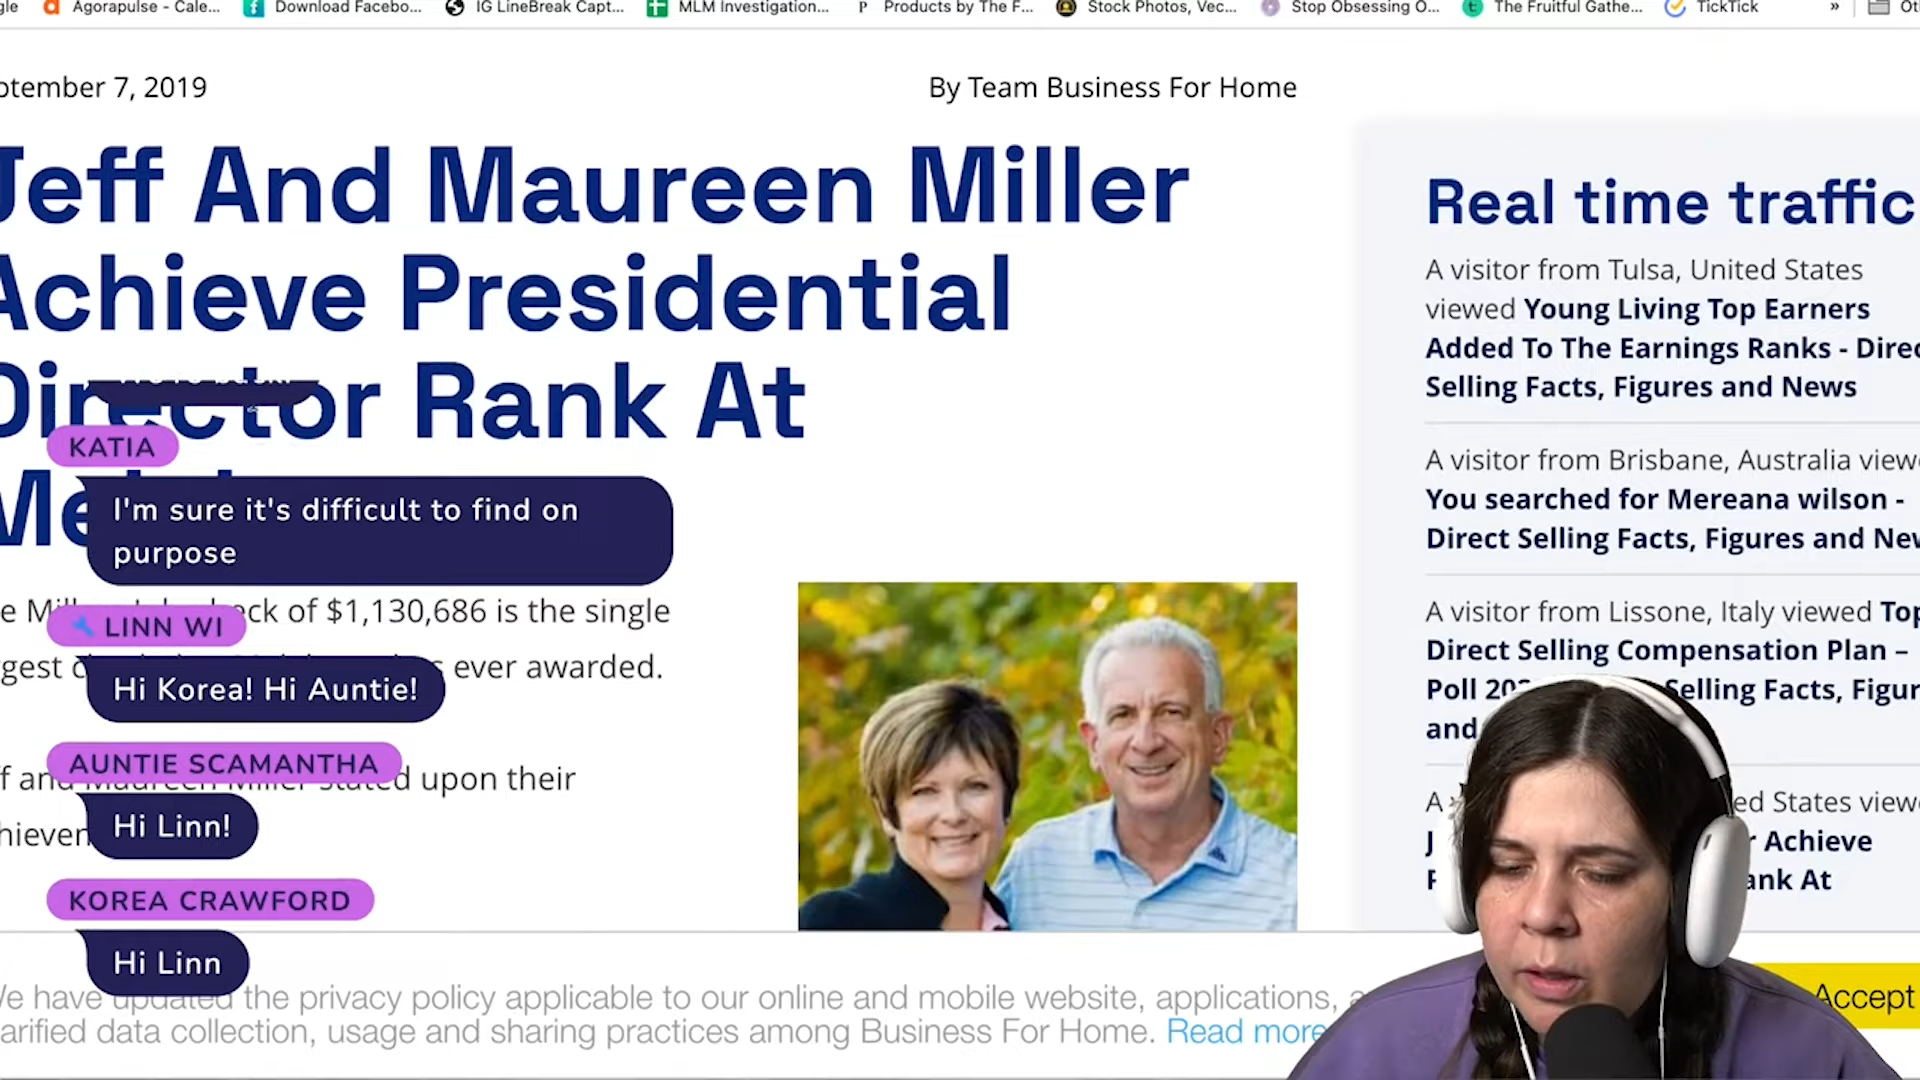 Agorapulse - Cale...
Download Facebo...
IG LineBreak Capt...
MLM Investigation...
Products by The F...
Stock Photos, Vec...
Stop Obsessing O...
The Fruitful Gathe...
TickTick
»
ptember 7, 2019
By Team Business For Home
Jeff And Maureen Miller
Achieve Presidential
Director Rank At
KATIA
I'm sure it's difficult to find on
purpose
ck of $1,130,686 is the single
LINN WI
ever awarded.
Hi Korea! Hi Auntie!
AUNTIE SCAMANTHA
upon their
Hi Linn!
KOREA CRAWFORD
Hi Linn
We have updated the privacy policy applicable to our online and mobile website, applications,
arified data collection, usage and sharing practices among Business For Home. Read more
Accept
Real time traffic
A visitor from Tulsa, United States
viewed Young Living Top Earners
Added To The Earnings Ranks - Direc
Selling Facts, Figures and News
A visitor from Brisbane, Australia view
You searched for Mereana wilson -
Direct Selling Facts, Figures and Nev
A visitor from Lissone, Italy viewed Top
Direct Selling Compensation Plan –
Poll 20 Selling Facts, Figur
and
A ed States view
J r Achieve
ank At